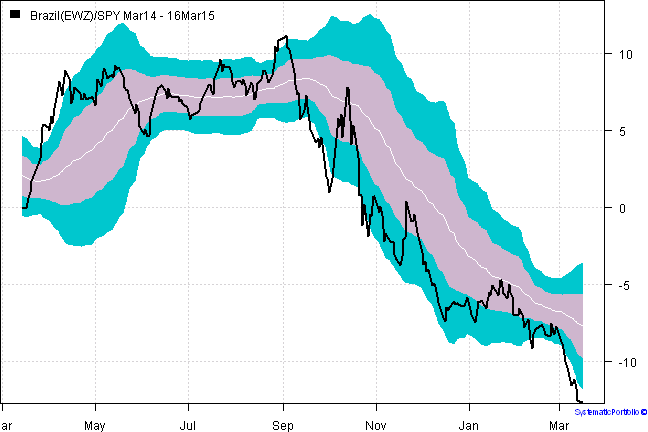 Brazil(EWZ)/SPY Mar14 - 16Mar15
10
5
0
-5
-10
ar May Jul Sep Nov Jan Mar
SystematicPortfolio ©